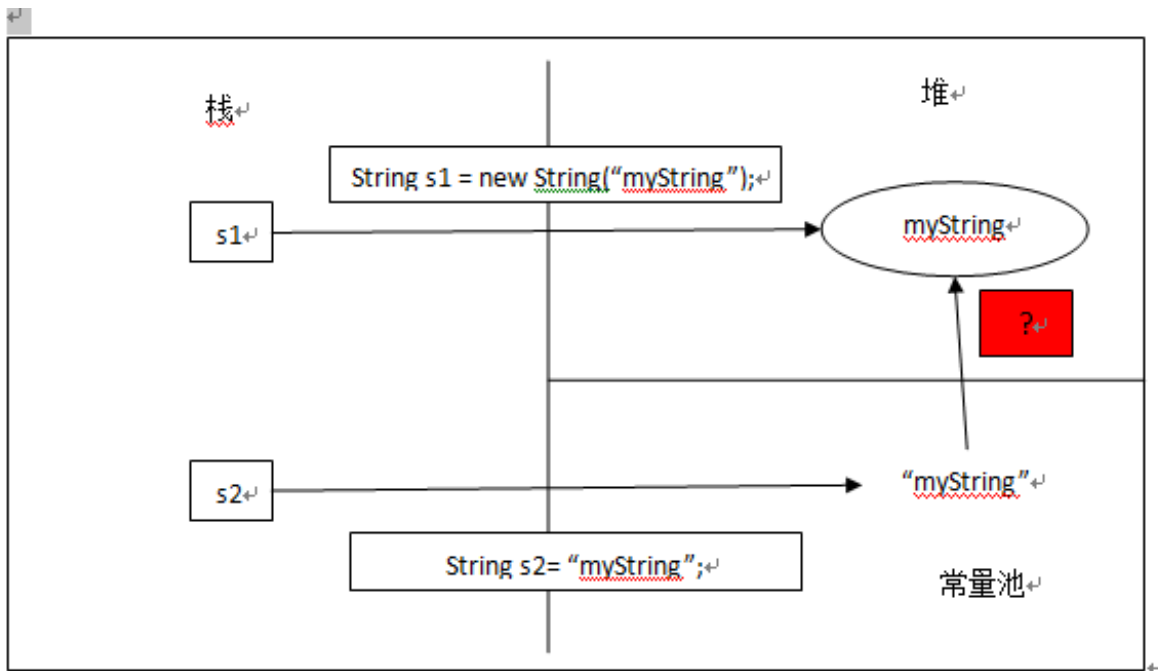 栈
堆
String s1 = new String(“myString”);
s1
myString
?
s2
“myString”
String s2= “myString”;
常量池